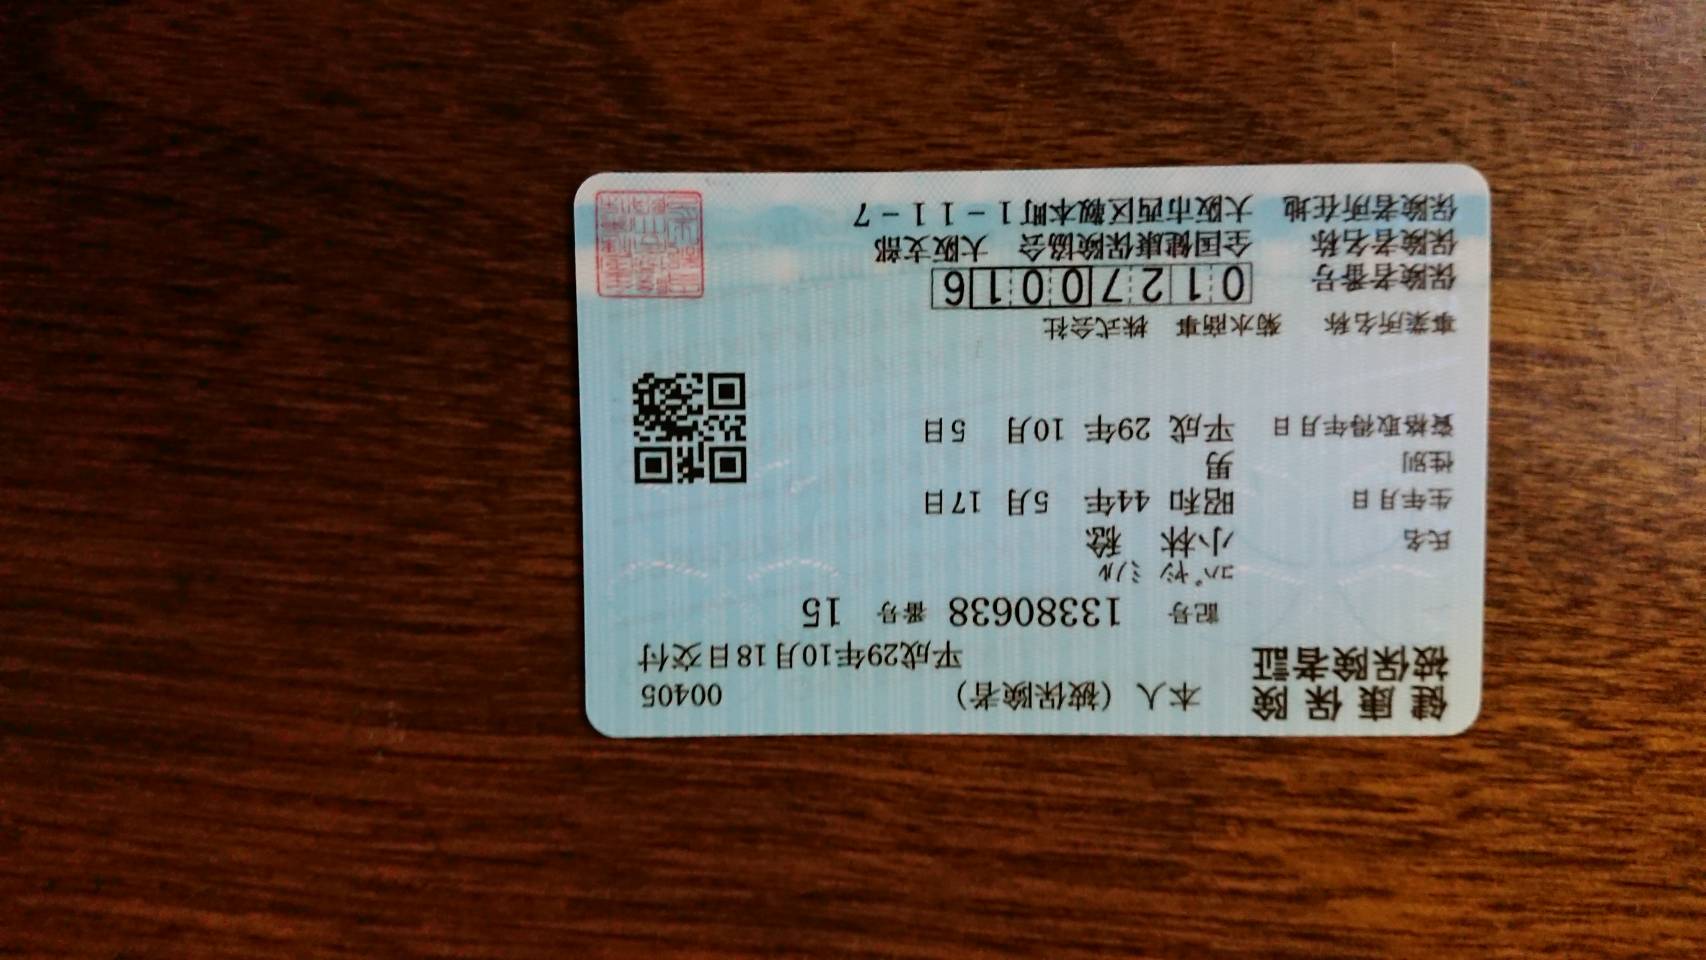 健康保険 本人（被保険者） 00405
被保険者証 平成29年10月18日交付
記号 13380638 番号 15
ｺﾊﾞﾔｼ ﾐﾉﾙ
氏名 小林 稔
生年月日 昭和 44年 5月 17日
性別 男
資格取得年月日 平成 29年 10月 5日
事業所名称 菊水商事 株式会社
保険者番号 01270016
保険者名称 全国健康保険協会 大阪支部
保険者所在地 大阪市西区靱本町1－11－7